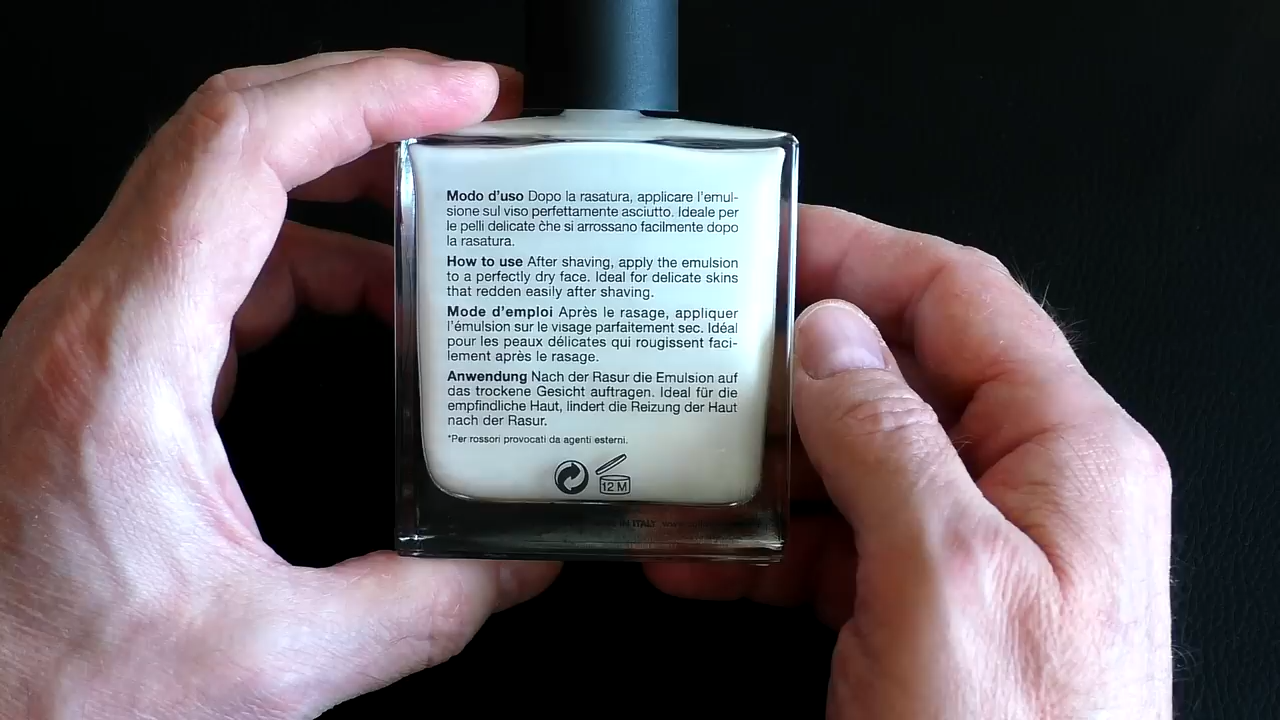 Modo d'uso Dopo la rasatura, applicare l'emul-
sione sul viso perfettamente asciutto. Ideale per
le pelli delicate che si arrossano facilmente dopo
la rasatura.
How to use After shaving, apply the emulsion
to a perfectly dry face. Ideal for delicate skins
that redden easily after shaving.
Mode d'emploi Après le rasage, appliquer
l'émulsion sur le visage parfaitement sec. Idéal
pour les peaux délicates qui rougissent faci-
lement après le rasage.
Anwendung Nach der Rasur die Emulsion auf
das trockene Gesicht auftragen. Ideal für die
empfindliche Haut, lindert die Reizung der Haut
nach der Rasur.
*Per rossori provocati da agenti esterni.
12 M
IN ITALY